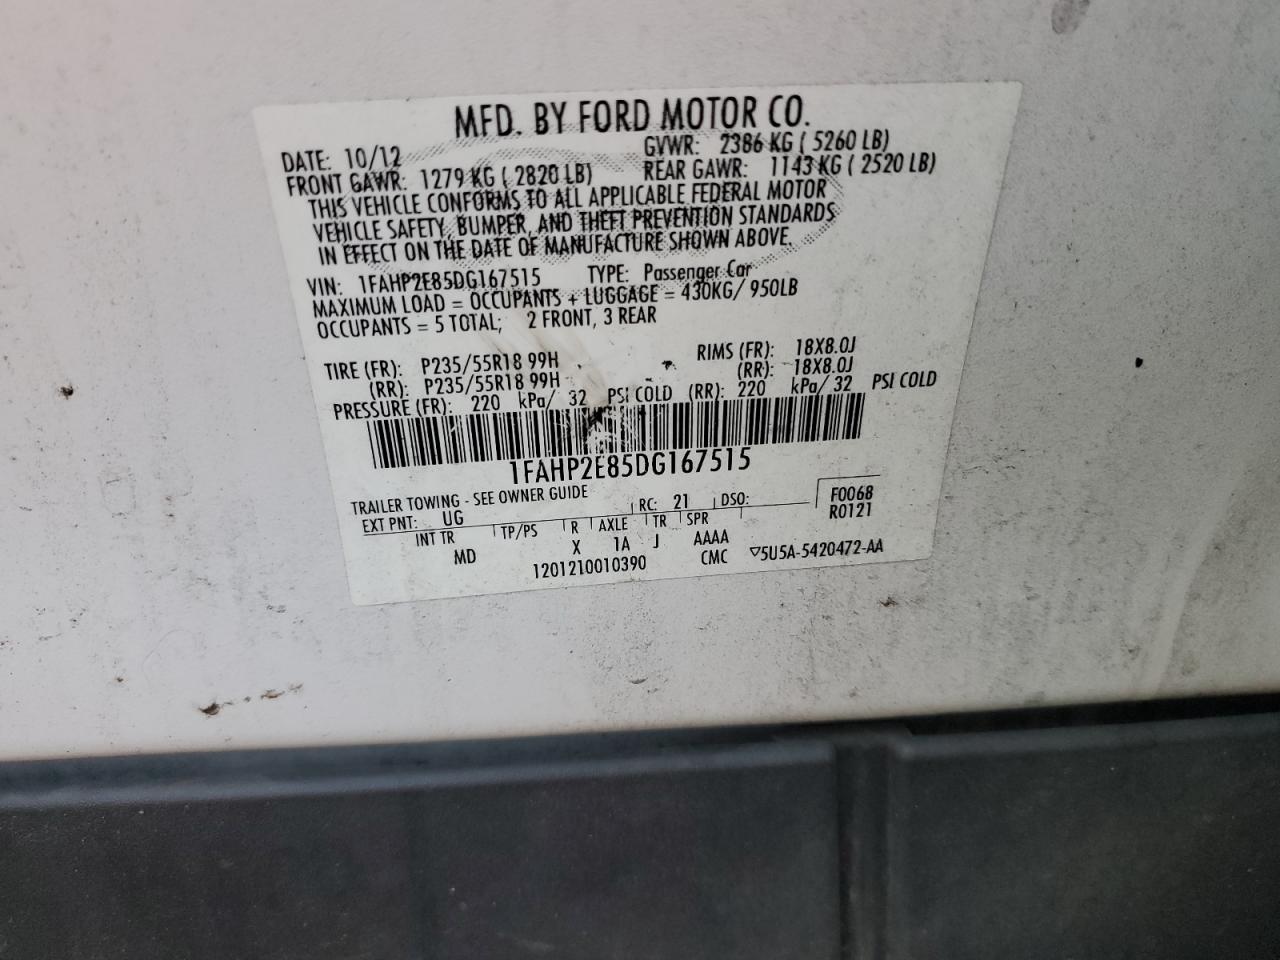 MFD. BY FORD MOTOR CO.
DATE: 10/12 GVWR: 2386 KG ( 5260 LB)
FRONT GAWR: 1279 KG ( 2820 LB) REAR GAWR: 1143 KG ( 2520 LB)
THIS VEHICLE CONFORMS TO ALL APPLICABLE FEDERAL MOTOR
VEHICLE SAFETY, BUMPER, AND THEFT PREVENTION STANDARDS
IN EFFECT ON THE DATE OF MANUFACTURE SHOWN ABOVE.
VIN: 1FAHP2E85DG167515 TYPE: Passenger Car
MAXIMUM LOAD = OCCUPANTS + LUGGAGE = 430KG/ 950LB
OCCUPANTS = 5 TOTAL; 2 FRONT, 3 REAR
TIRE (FR): P235/55R18 99H RIMS (FR): 18X8.0J
(RR): P235/55R18 99H (RR): 18X8.0J
PRESSURE (FR): 220 kPa/ 32 PSI COLD (RR): 220 kPa/ 32 PSI COLD
1FAHP2E85DG167515
TRAILER TOWING - SEE OWNER GUIDE
EXT PNT: UG RC: 21 DSO: F0068
R0121
INT TR TP/PS R AXLE TR SPR
MD X 1A J AAAA
1201210010390 CMC ▽5U5A-5420472-AA